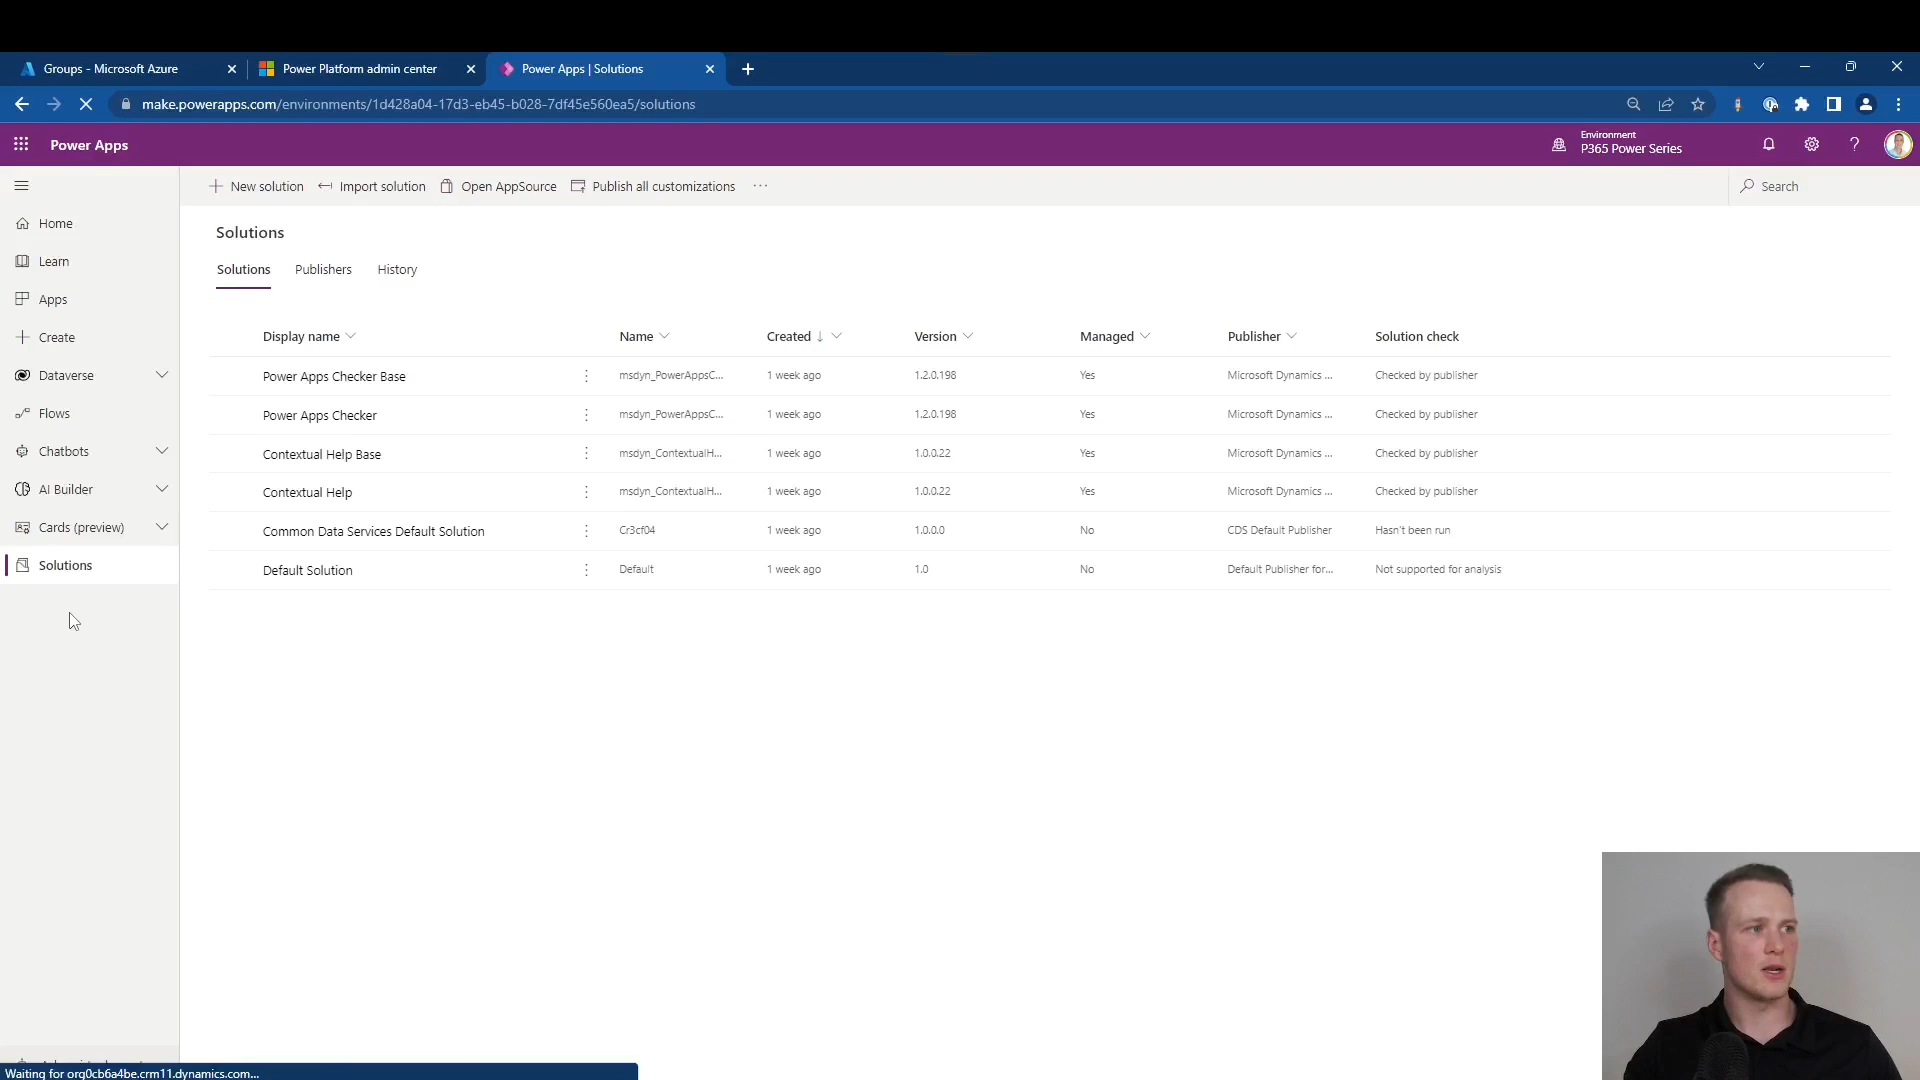 Groups - Microsoft Azure
Power Platform admin center
Power Apps | Solutions
make.powerapps.com/environments/1d428a04-17d3-eb45-b028-7df45e560ea5/solutions
Power Apps
Environment
P365 Power Series
New solution
Import solution
Open AppSource
Publish all customizations
Search
Home
Learn
Apps
Create
Dataverse
Flows
Chatbots
AI Builder
Cards (preview)
Solutions
Solutions
Solutions Publishers History
Display name Name Created Version Managed Publisher Solution check
Power Apps Checker Base msdyn_PowerAppsC... 1 week ago 1.2.0.198 Yes Microsoft Dynamics ... Checked by publisher
Power Apps Checker msdyn_PowerAppsC... 1 week ago 1.2.0.198 Yes Microsoft Dynamics ... Checked by publisher
Contextual Help Base msdyn_ContextualH... 1 week ago 1.0.0.22 Yes Microsoft Dynamics ... Checked by publisher
Contextual Help msdyn_ContextualH... 1 week ago 1.0.0.22 Yes Microsoft Dynamics ... Checked by publisher
Common Data Services Default Solution Cr3cf04 1 week ago 1.0.0.0 No CDS Default Publisher Hasn't been run
Default Solution Default 1 week ago 1.0 No Default Publisher for... Not supported for analysis
Waiting for org0cb6a4be.crm11.dynamics.com...